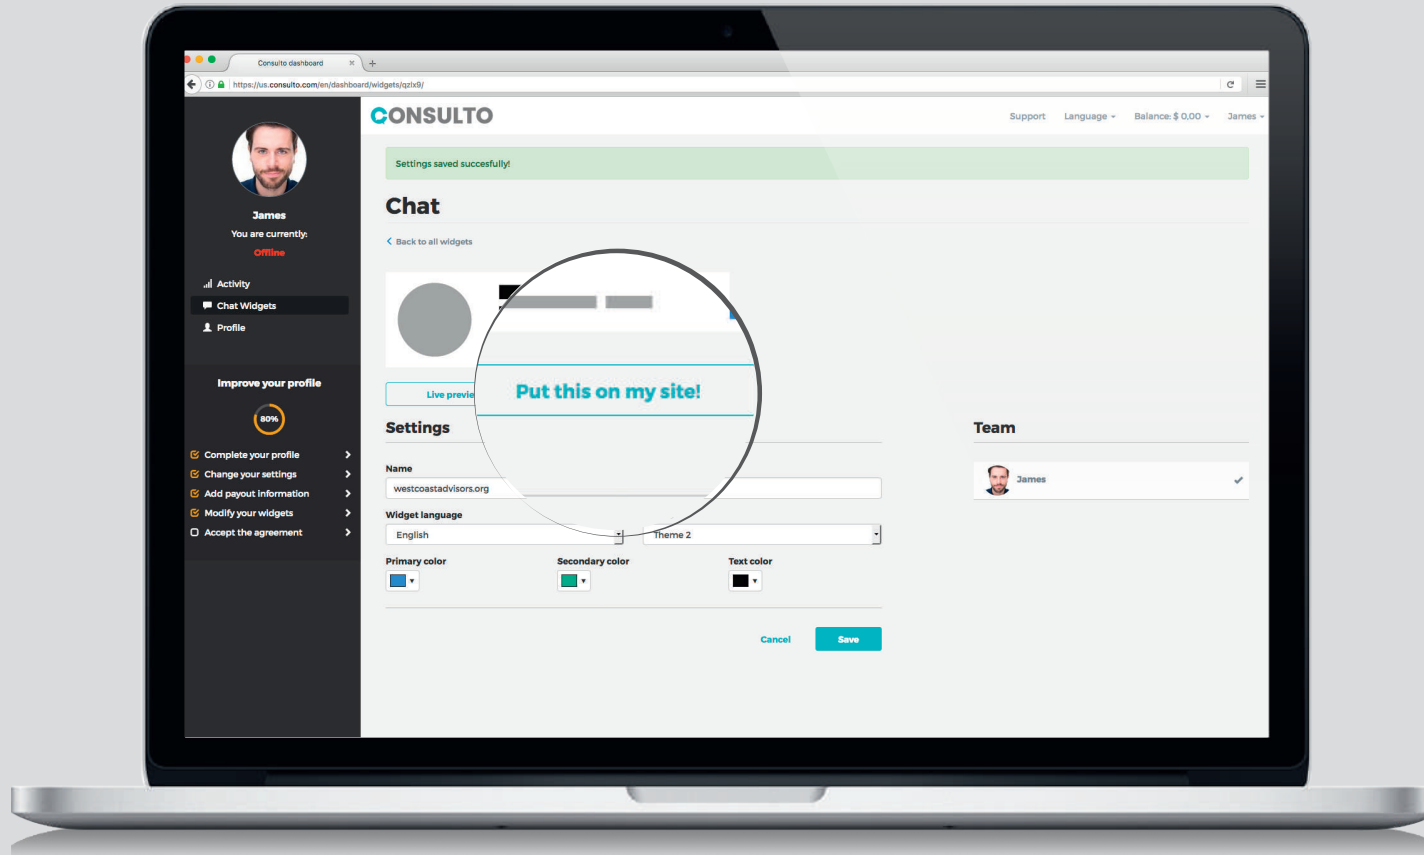 Consulto dashboard
https://us.consulto.com/en/dashboard/widgets/qzlx9/
CONSULTO
Support Language Balance: $ 0,00 James
Settings saved succesfully!
James
You are currently:
Offline
Activity
Chat Widgets
Profile
Improve your profile
80%
Complete your profile
Change your settings
Add payout information
Modify your widgets
Accept the agreement
Chat
Back to all widgets
Live previe
Put this on my site!
Settings
Name
westcoastadvisors.org
Widget language
English
Theme 2
Primary color
Secondary color
Text color
Cancel
Save
Team
James